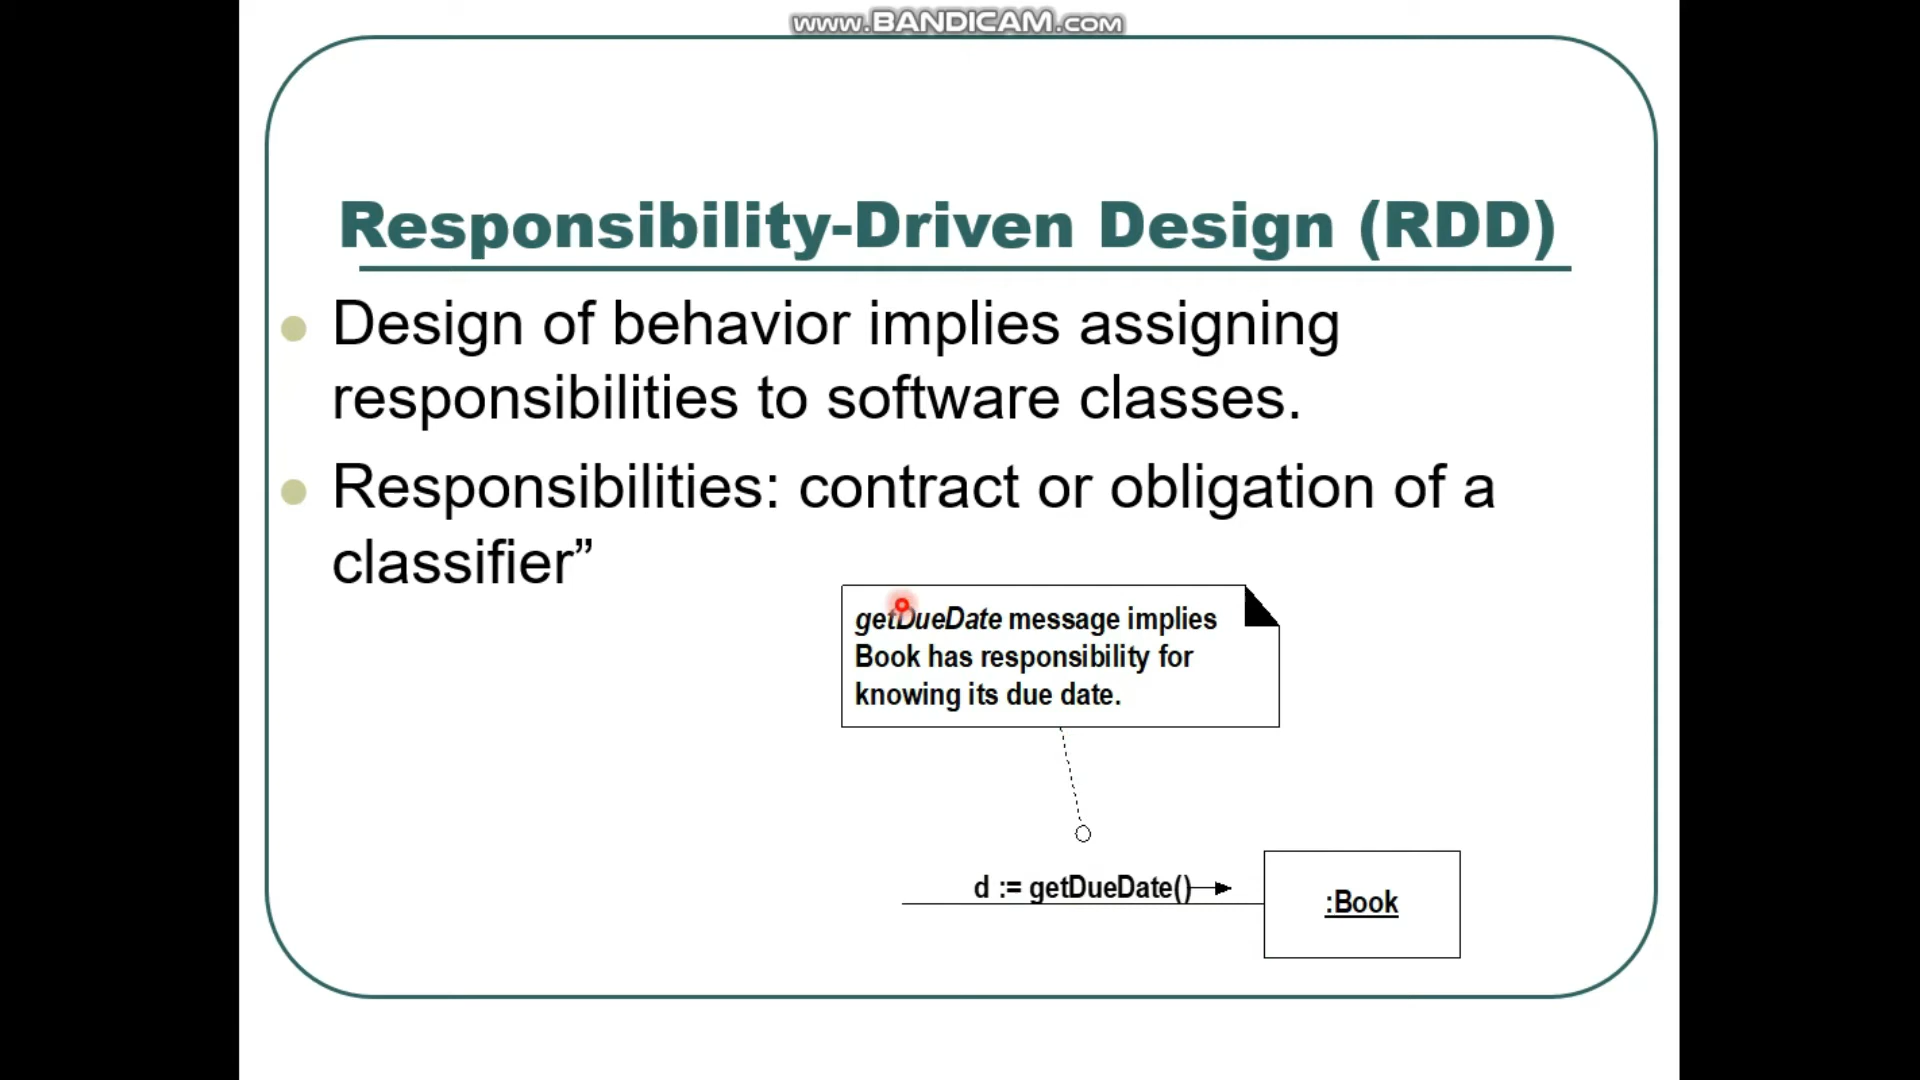 www.BANDICAM.com
Responsibility-Driven Design (RDD)
Design of behavior implies assigning
responsibilities to software classes.
Responsibilities: contract or obligation of a
classifier”
getDueDate message implies
Book has responsibility for
knowing its due date.
d := getDueDate()
:Book